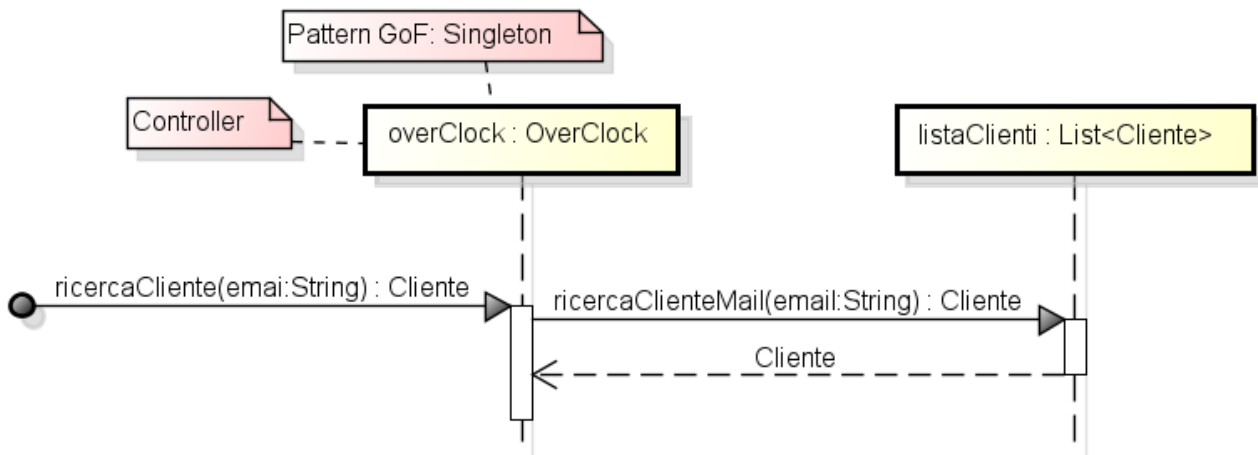 Pattern GoF: Singleton
Controller
overClock : OverClock
listaClienti : List<Cliente>
ricercaCliente(emai:String) : Cliente
ricercaClienteMail(email:String) : Cliente
Cliente